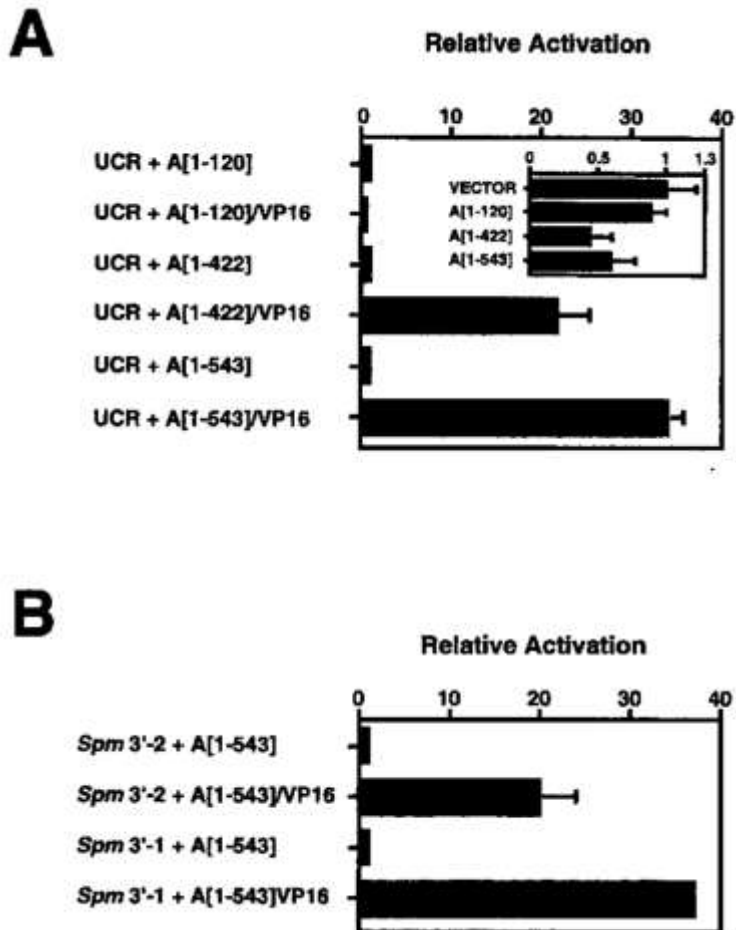 A
Relative Activation
0 10 20 30 40
UCR + A[1-120]
UCR + A[1-120]/VP16
UCR + A[1-422]
UCR + A[1-422]/VP16
UCR + A[1-543]
UCR + A[1-543]/VP16
0 0.5 1 1.3
VECTOR
A[1-120]
A[1-422]
A[1-543]
B
Relative Activation
0 10 20 30 40
Spm 3'-2 + A[1-543]
Spm 3'-2 + A[1-543]/VP16
Spm 3'-1 + A[1-543]
Spm 3'-1 + A[1-543]VP16